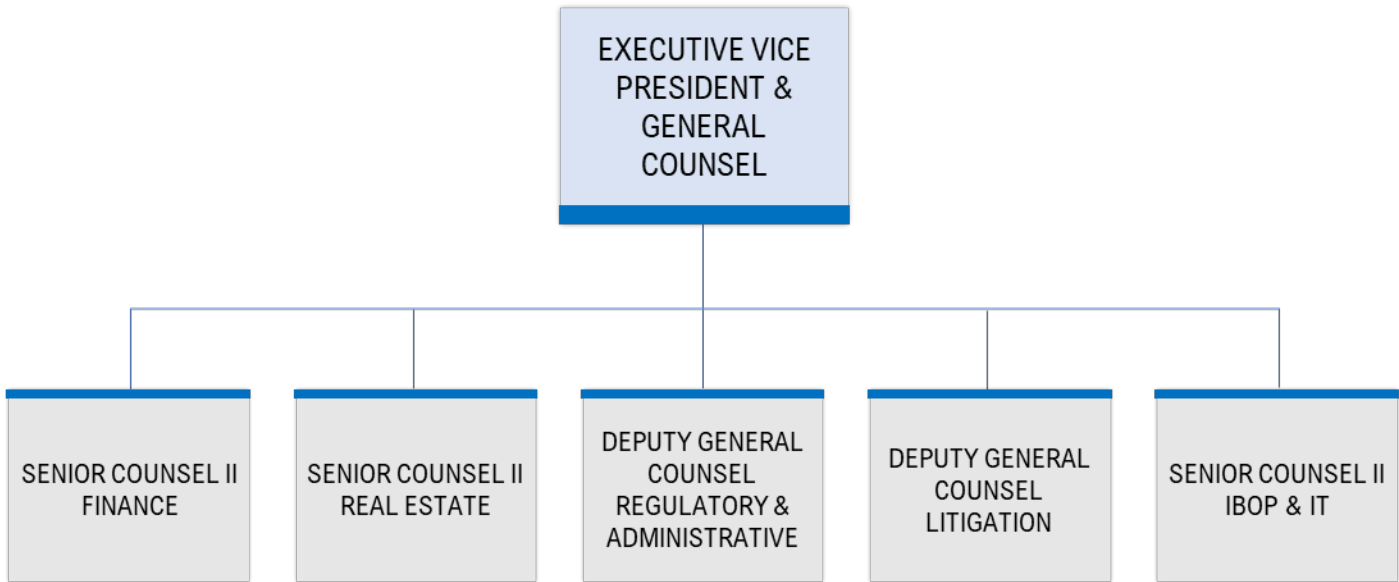 EXECUTIVE VICE
PRESIDENT &
GENERAL
COUNSEL
SENIOR COUNSEL II
FINANCE
SENIOR COUNSEL II
REAL ESTATE
DEPUTY GENERAL
COUNSEL
REGULATORY &
ADMINISTRATIVE
DEPUTY GENERAL
COUNSEL
LITIGATION
SENIOR COUNSEL II
IBOP & IT